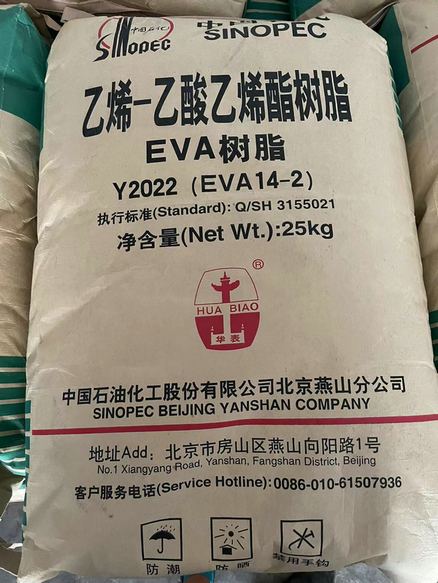 中国石化
SINOPEC
中国石化
SINOPEC
乙烯-乙酸乙烯酯树脂
EVA树脂
Y2022（EVA14-2）
执行标准(Standard): Q/SH 3155021
净含量(Net Wt.):25kg
®
HUA BIAO
华表
中国石油化工股份有限公司北京燕山分公司
SINOPEC BEIJING YANSHAN COMPANY
地址Add: 北京市房山区燕山向阳路1号
No.1 Xiangyang Road, Yanshan, Fangshan District, Beijing
客户服务电话(Service Hotline): 0086-010-61507936
防潮 防晒 禁用手钩